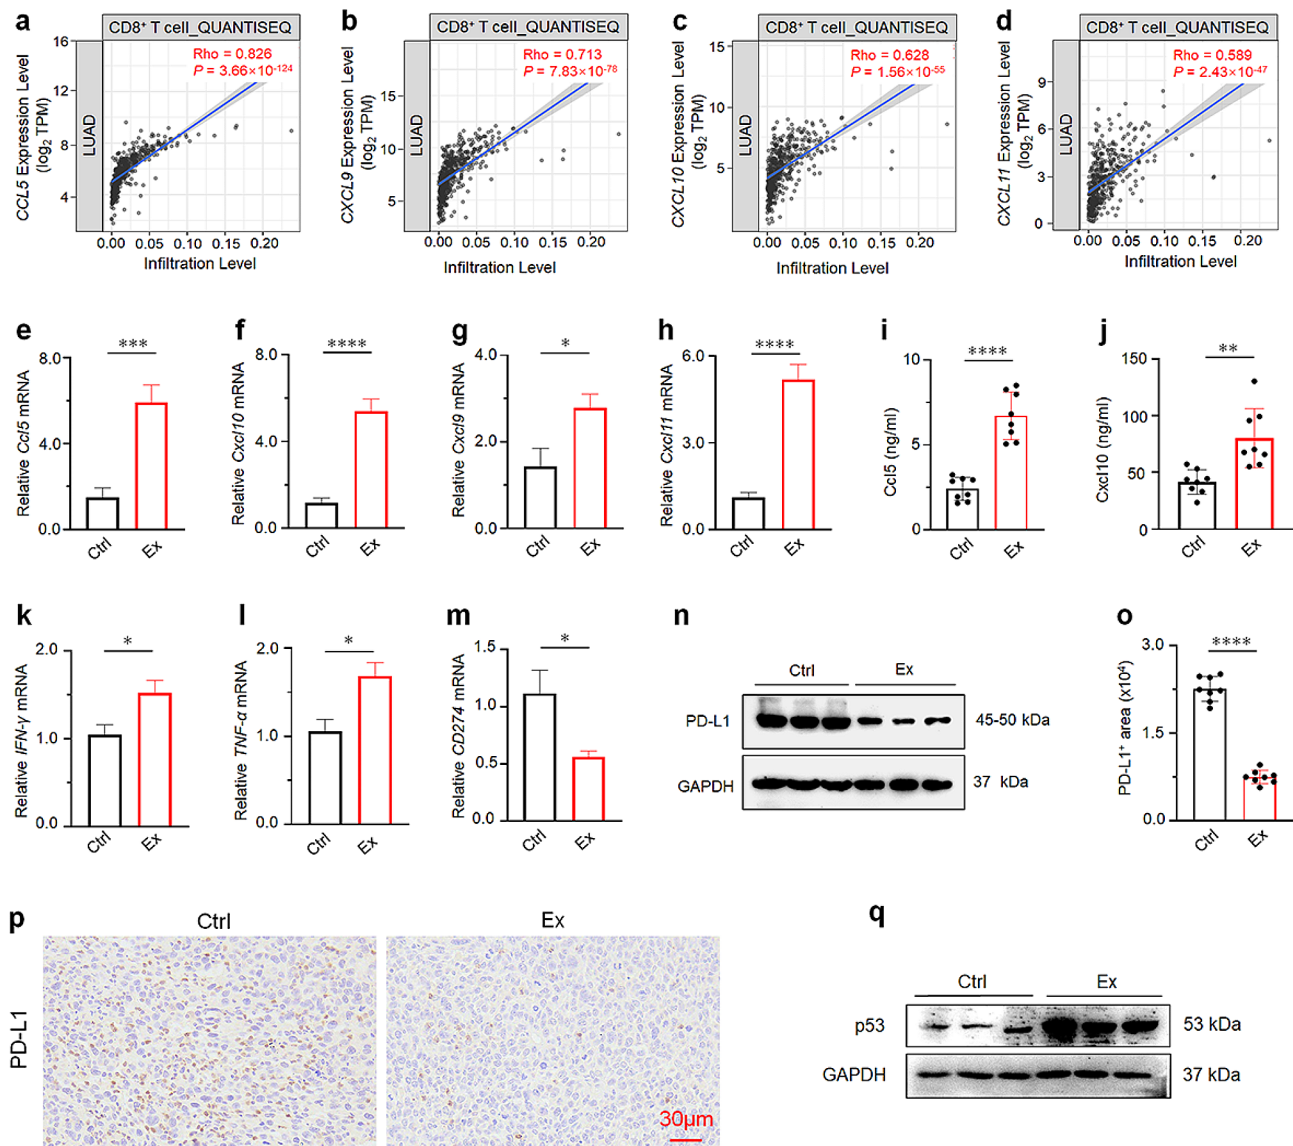 a
CD8⁺ T cell_QUANTISEQ
LUAD
CCL5 Expression Level
(log₂ TPM)
Rho = 0.826
P = 3.66×10⁻¹²⁴
16
12
8
4
0.00 0.05 0.10 0.15 0.20
Infiltration Level
b
CD8⁺ T cell_QUANTISEQ
LUAD
CXCL9 Expression Level
(log₂ TPM)
Rho = 0.713
P = 7.83×10⁻⁷⁸
15
10
5
0.00 0.05 0.10 0.15 0.20
Infiltration Level
c
CD8⁺ T cell_QUANTISEQ
LUAD
CXCL10 Expression Level
(log₂ TPM)
Rho = 0.628
P = 1.56×10⁻⁵⁵
15
10
5
0.00 0.05 0.10 0.15 0.20
Infiltration Level
d
CD8⁺ T cell_QUANTISEQ
LUAD
CXCL11 Expression Level
(log₂ TPM)
Rho = 0.589
P = 2.43×10⁻⁴⁷
9
6
3
0
0.00 0.05 0.10 0.15 0.20
Infiltration Level
e
Relative Ccl5 mRNA
8.0
4.0
0.0
***
Ctrl Ex
f
Relative Cxcl10 mRNA
8.0
4.0
0.0
****
Ctrl Ex
g
Relative Cxcl9 mRNA
4.0
2.0
0.0
*
Ctrl Ex
h
Relative Cxcl11 mRNA
6.0
3.0
0.0
****
Ctrl Ex
i
Ccl5 (ng/ml)
10
5
0
****
Ctrl Ex
j
Cxcl10 (ng/ml)
150
100
50
0
**
Ctrl Ex
k
Relative IFN-γ mRNA
2.0
1.0
0.0
*
Ctrl Ex
l
Relative TNF-α mRNA
2.0
1.0
0.0
*
Ctrl Ex
m
Relative CD274 mRNA
1.5
1.0
0.5
0.0
*
Ctrl Ex
n
Ctrl Ex
PD-L1 45-50 kDa
GAPDH 37 kDa
o
PD-L1⁺ area (x10⁴)
3.0
1.5
0.0
****
Ctrl Ex
p
Ctrl Ex
PD-L1
30μm
q
Ctrl Ex
p53 53 kDa
GAPDH 37 kDa